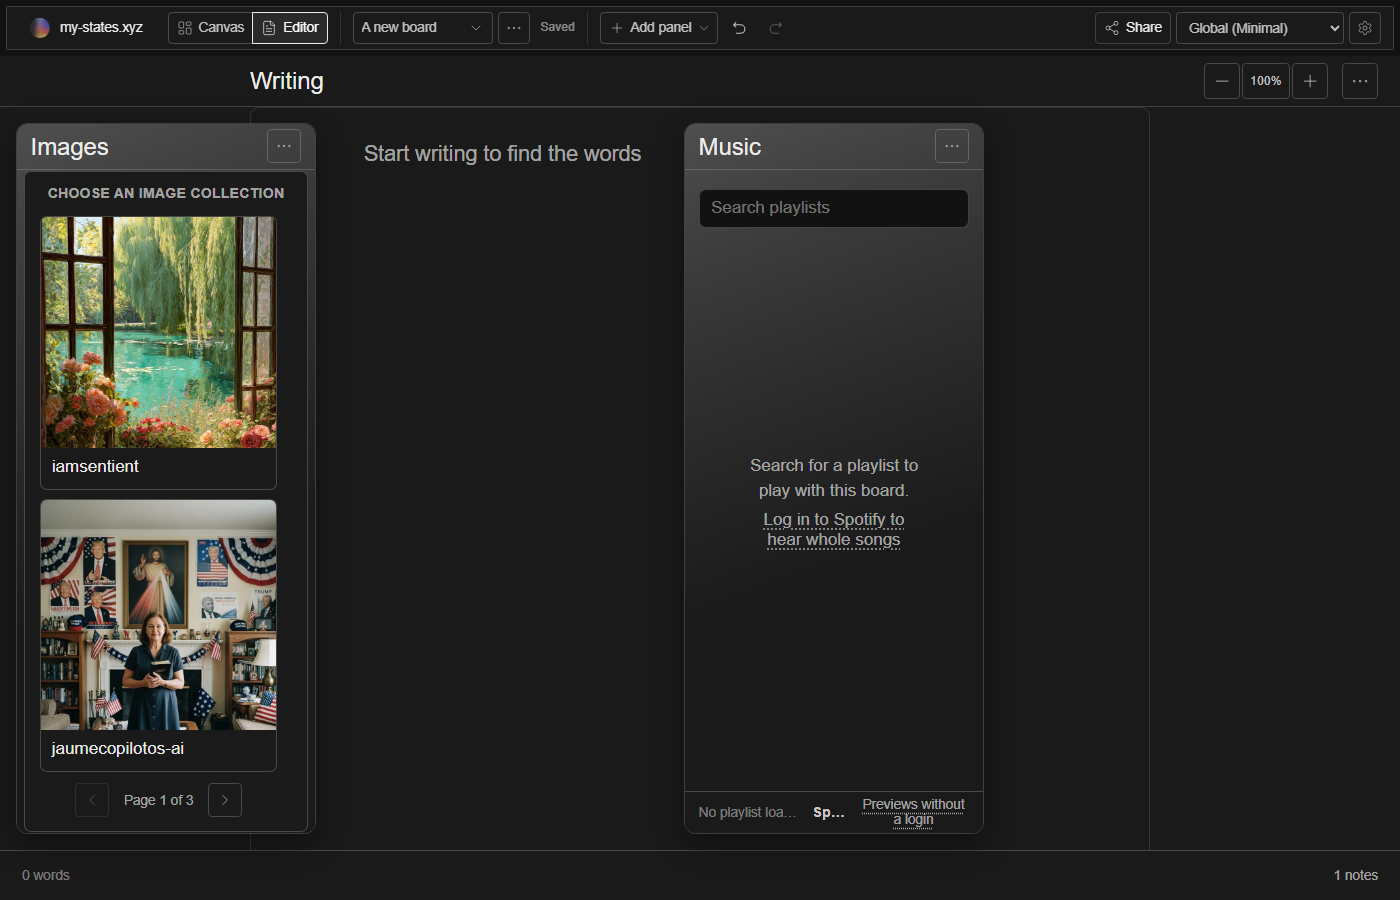 my-states.xyz
Canvas
Editor
A new board
Saved
Add panel
Share
Global (Minimal)
Writing
100%
Images
CHOOSE AN IMAGE COLLECTION
iamsentient
jaumecopilotos-ai
Page 1 of 3
Start writing to find the words
Music
Search playlists
Search for a playlist to
play with this board.
Log in to Spotify to
hear whole songs
No playlist loa...
Sp...
Previews without
a login
0 words
1 notes